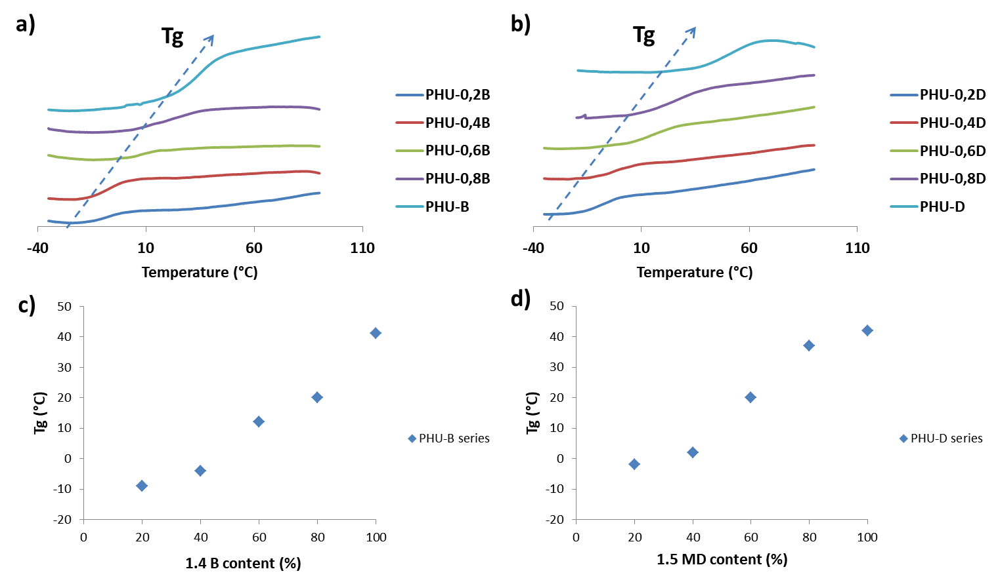 a)
Tg
PHU-0,2B
PHU-0,4B
PHU-0,6B
PHU-0,8B
PHU-B
-40 10 60 110
Temperature (°C)
b)
Tg
PHU-0,2D
PHU-0,4D
PHU-0,6D
PHU-0,8D
PHU-D
-40 10 60 110
Temperature (°C)
c)
50
40
30
20
10
0
-10
-20
Tg (°C)
0 20 40 60 80 100
1.4 B content (%)
PHU-B series
d)
50
40
30
20
10
0
-10
-20
Tg (°C)
0 20 40 60 80 100
1.5 MD content (%)
PHU-D series